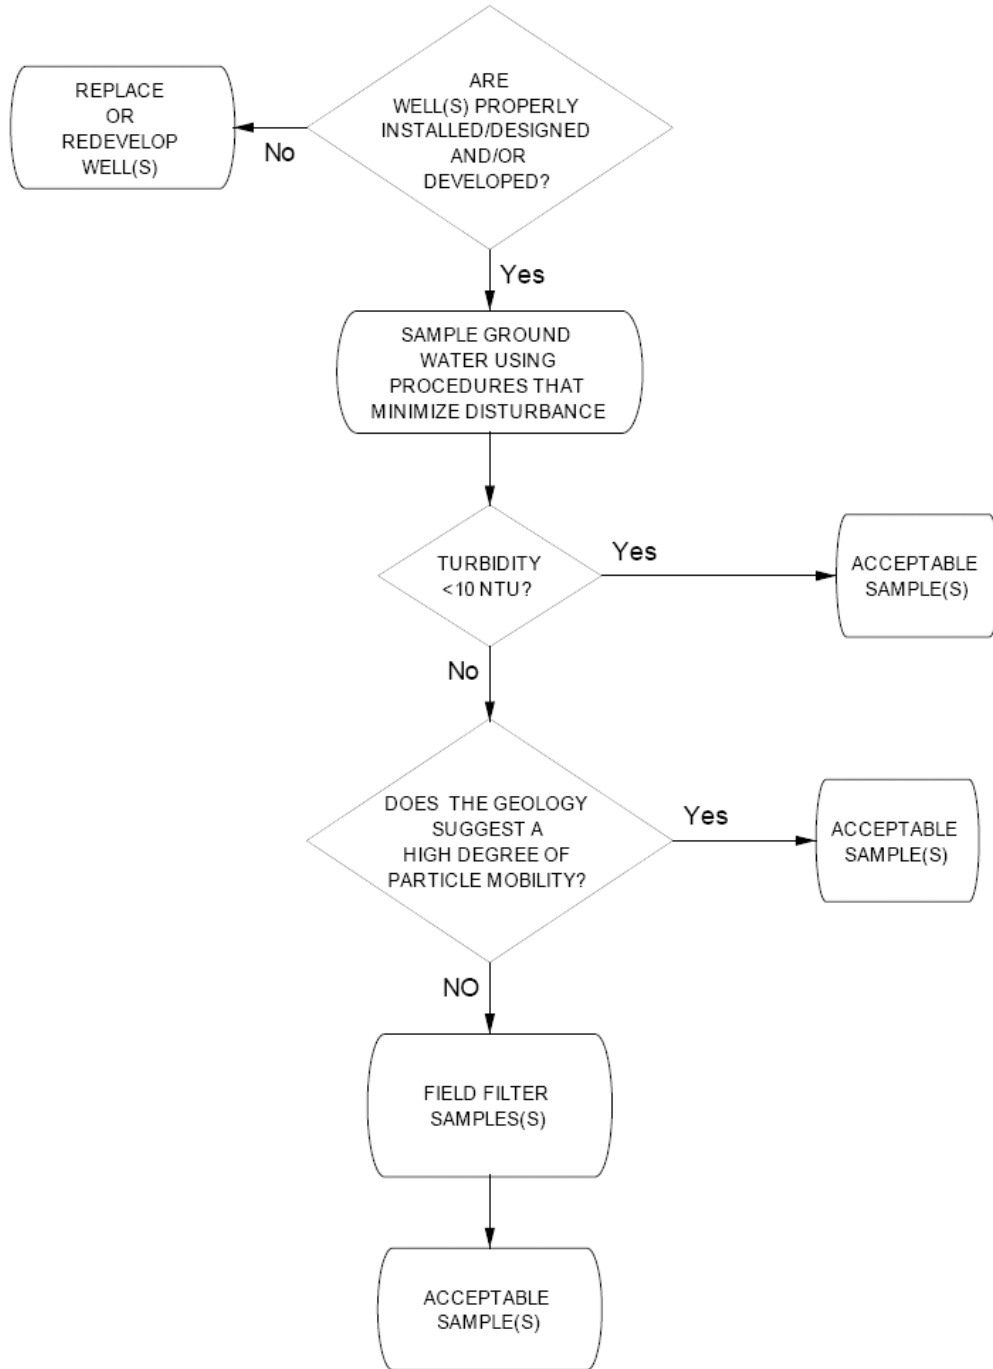 ARE
WELL(S) PROPERLY
INSTALLED/DESIGNED
AND/OR
DEVELOPED?
REPLACE
OR
REDEVELOP
WELL(S)
No
Yes
SAMPLE GROUND
WATER USING
PROCEDURES THAT
MINIMIZE DISTURBANCE
TURBIDITY
<10 NTU?
Yes
ACCEPTABLE
SAMPLE(S)
No
DOES THE GEOLOGY
SUGGEST A
HIGH DEGREE OF
PARTICLE MOBILITY?
Yes
ACCEPTABLE
SAMPLE(S)
NO
FIELD FILTER
SAMPLES(S)
ACCEPTABLE
SAMPLE(S)